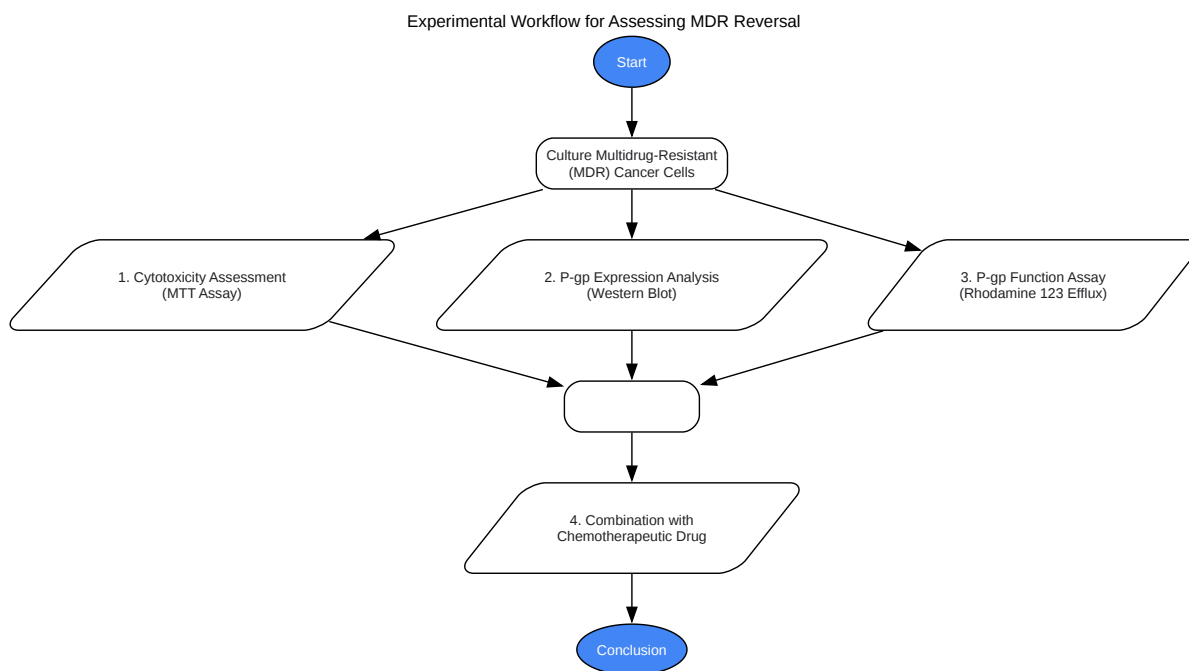 Experimental Workflow for Assessing MDR Reversal
Start
Culture Multidrug-Resistant
(MDR) Cancer Cells
1. Cytotoxicity Assessment
(MTT Assay)
2. P-gp Expression Analysis
(Western Blot)
3. P-gp Function Assay
(Rhodamine 123 Efflux)
4. Combination with
Chemotherapeutic Drug
Conclusion